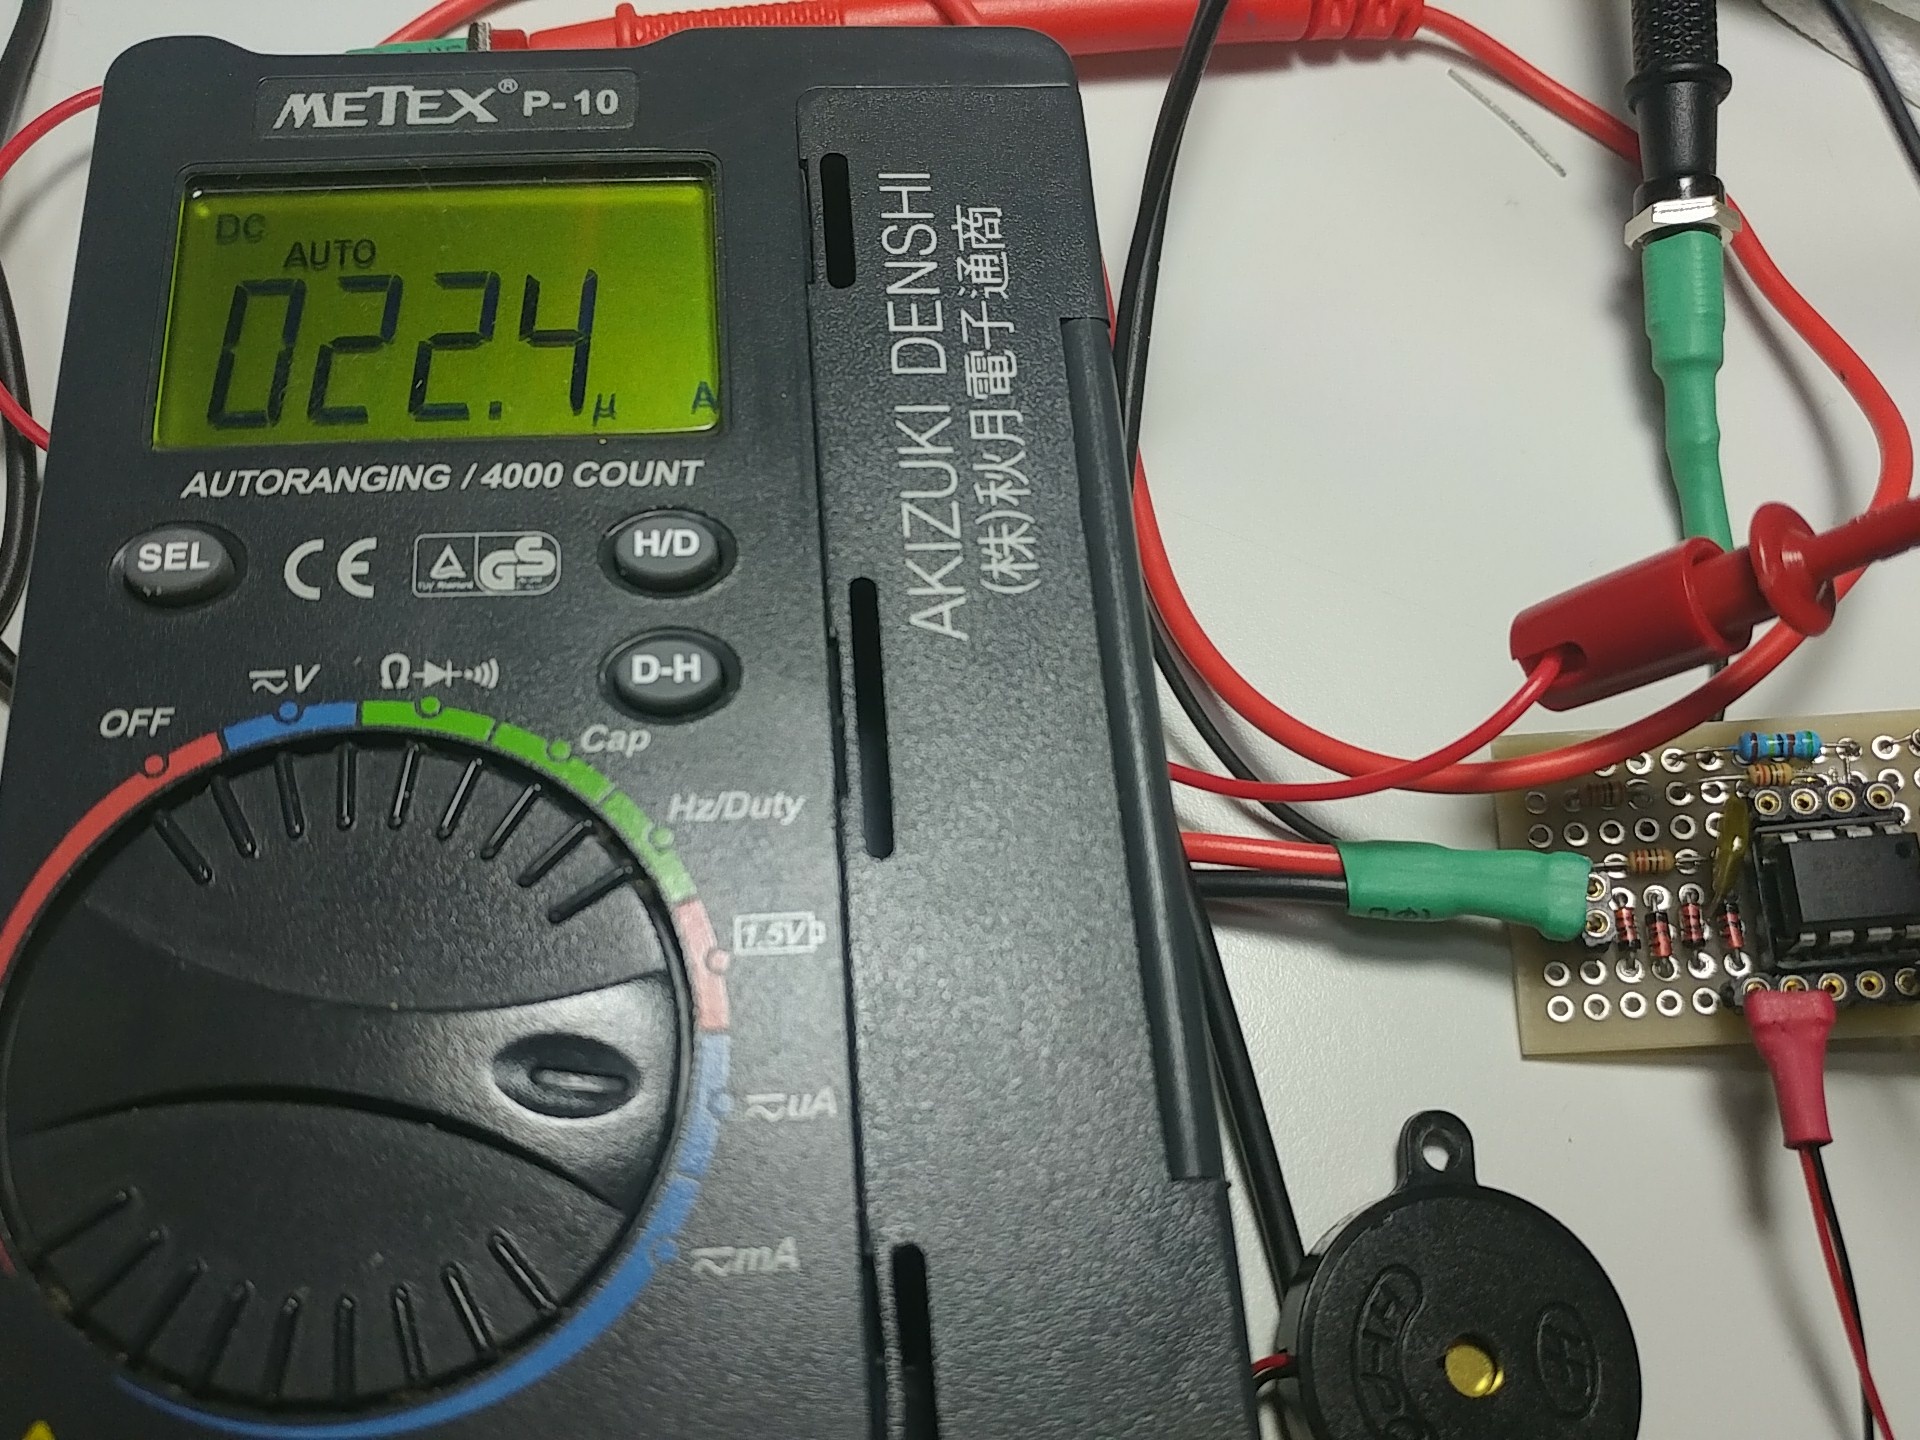 METEX® P-10
DC
AUTO
022.4
μ A
AUTORANGING / 4000 COUNT
SEL
CE
GS
H/D
D-H
OFF
V
Ω
Cap
Hz/Duty
1.5V
uA
mA
AKIZUKI DENSHI
(株)秋月電子通商